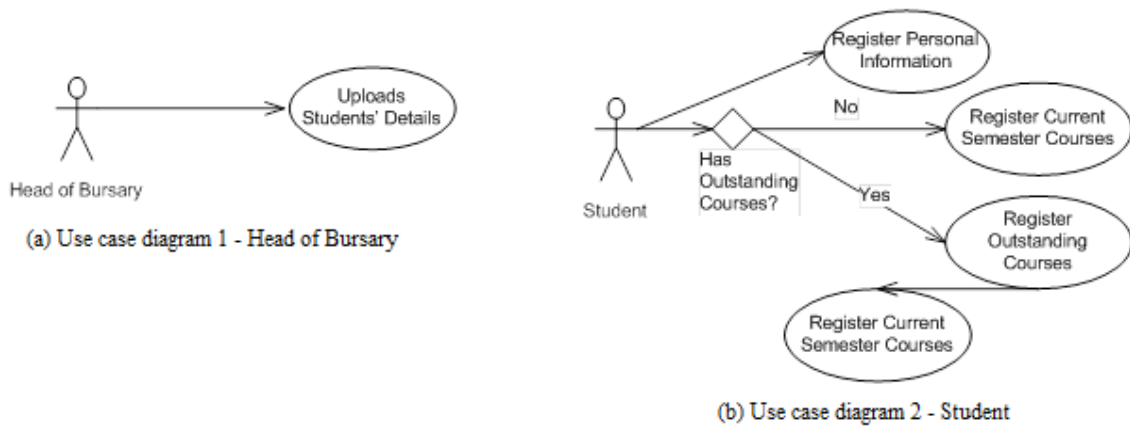 Uploads
Students' Details
Head of Bursary
(a) Use case diagram 1 - Head of Bursary
Register Personal
Information
No
Register Current
Semester Courses
Has
Outstanding
Courses?
Student
Yes
Register
Outstanding
Courses
Register Current
Semester Courses
(b) Use case diagram 2 - Student